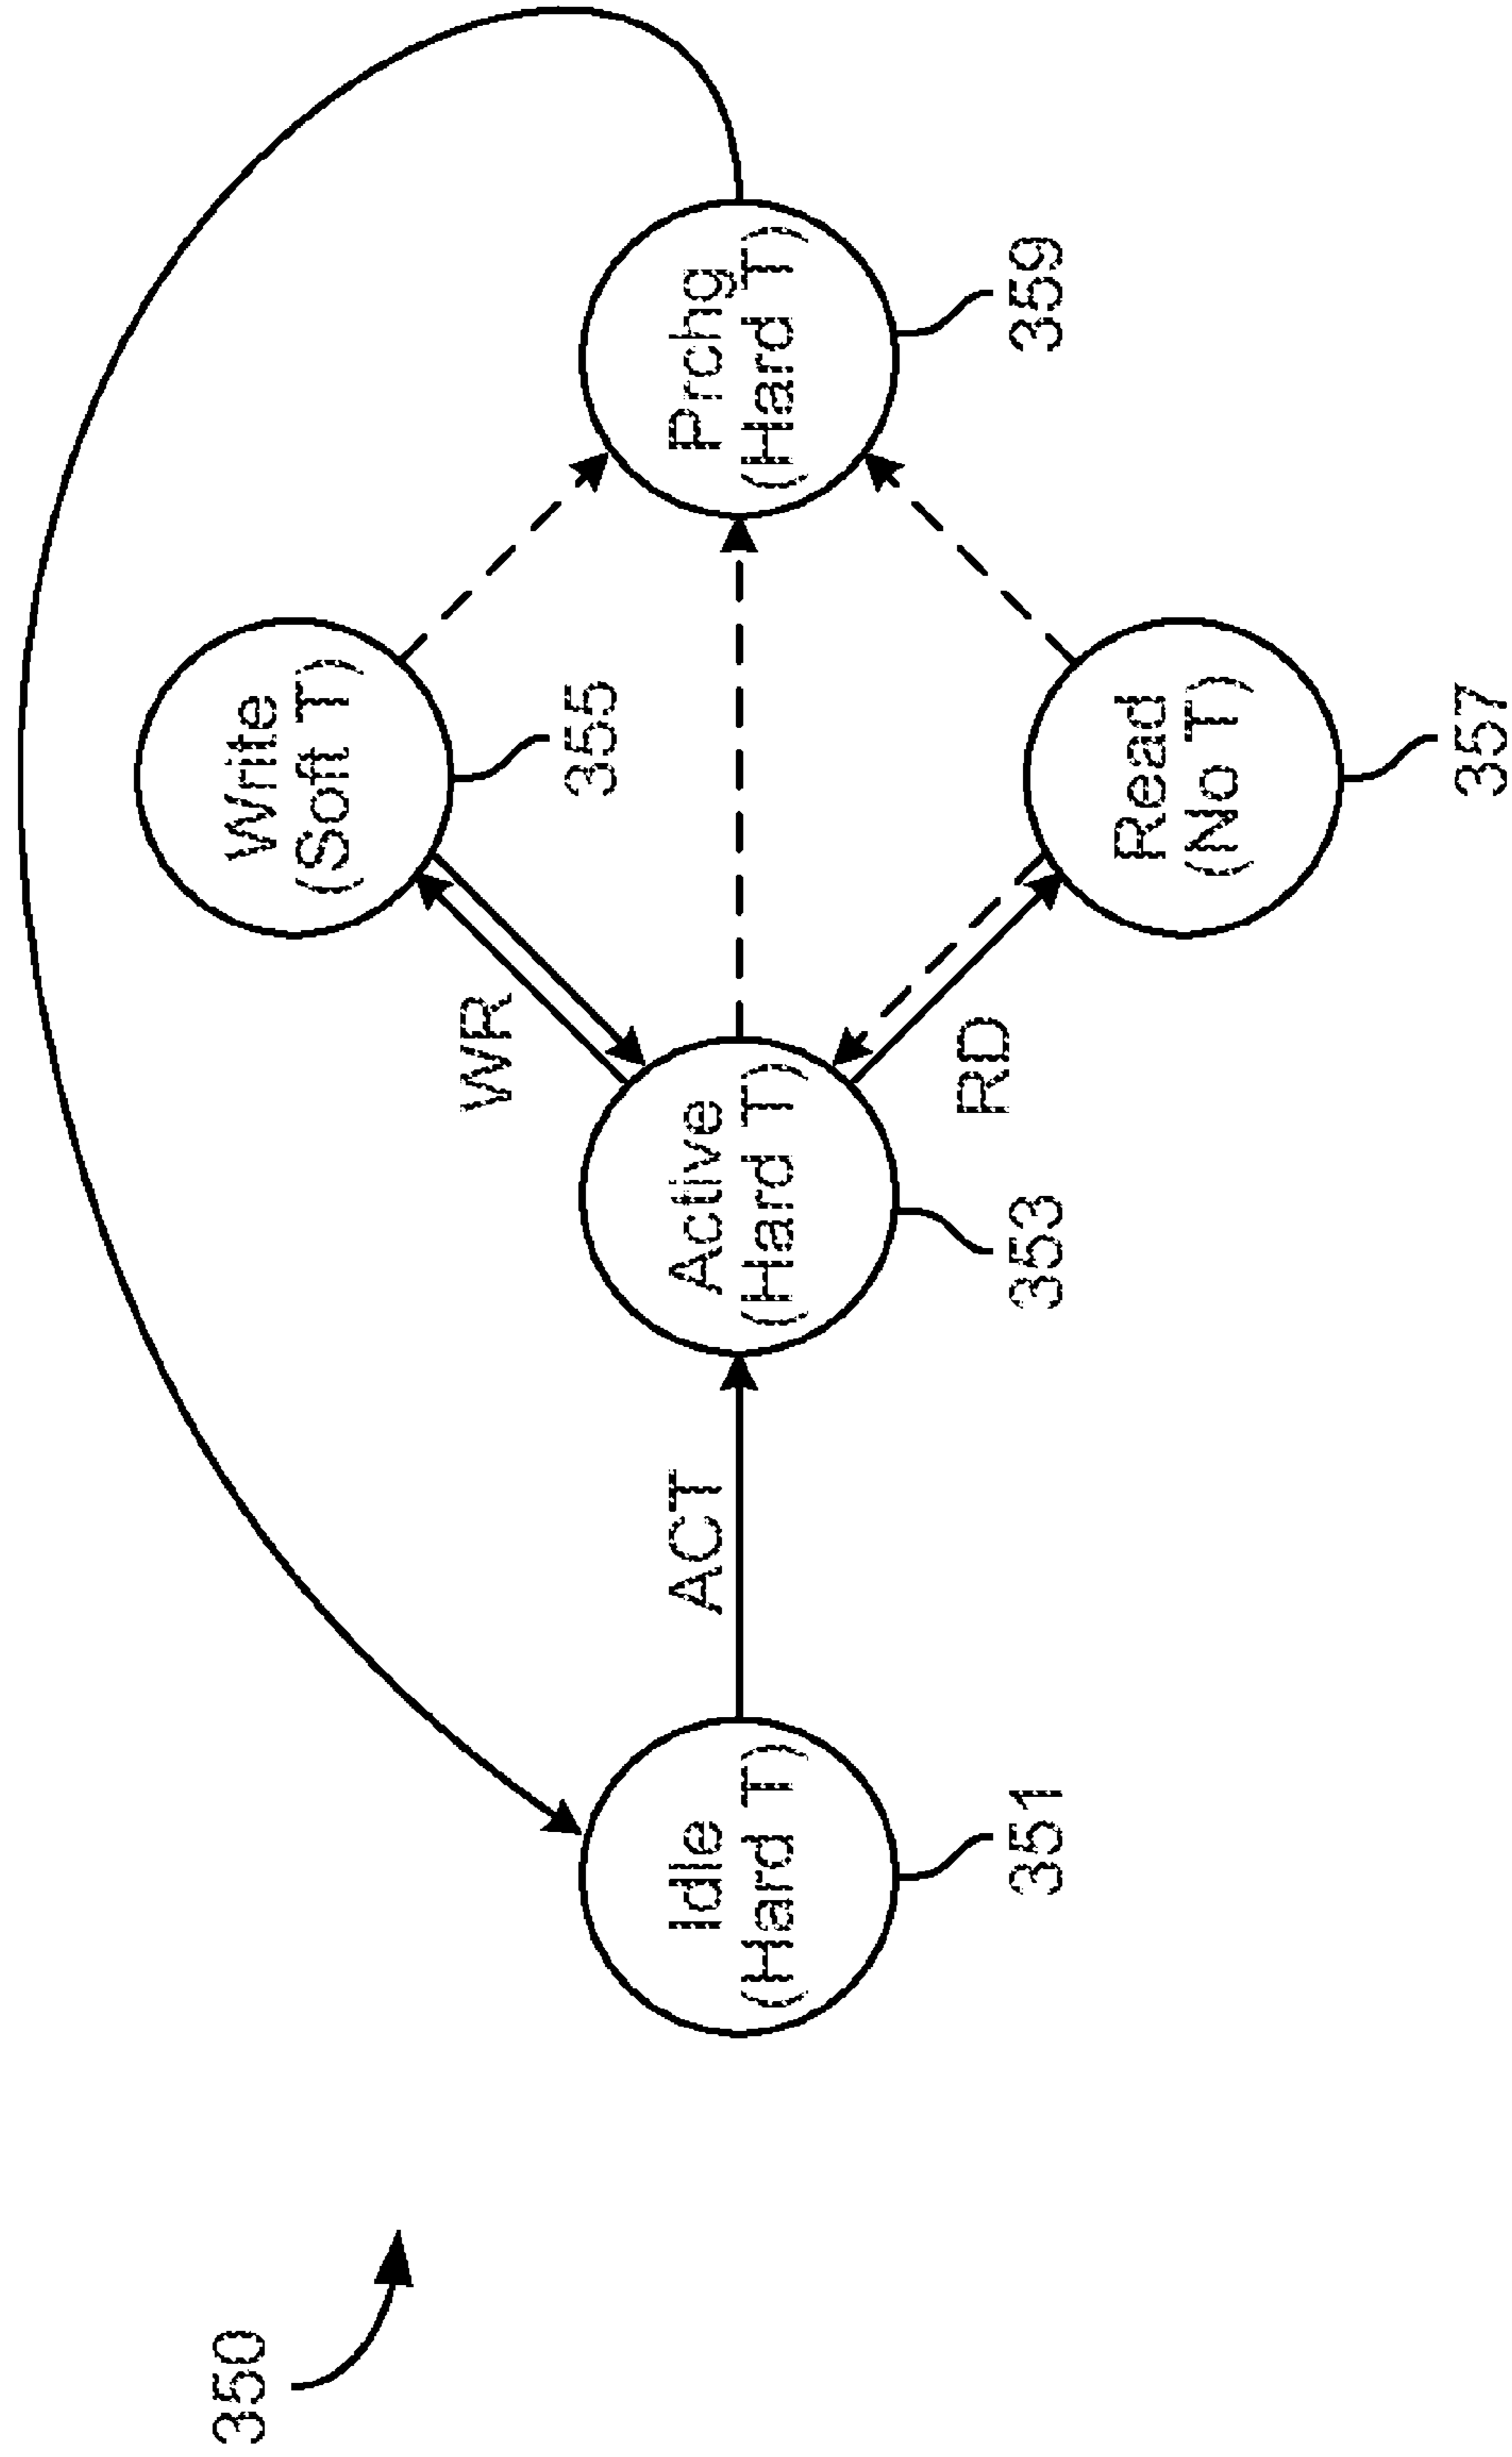 350
Write
(Soft T)
355
WR
Idle
(Hard T)
351
ACT
Active
(Hard T)
353
Prchg
(Hard T)
359
RD
Read
(No T)
357